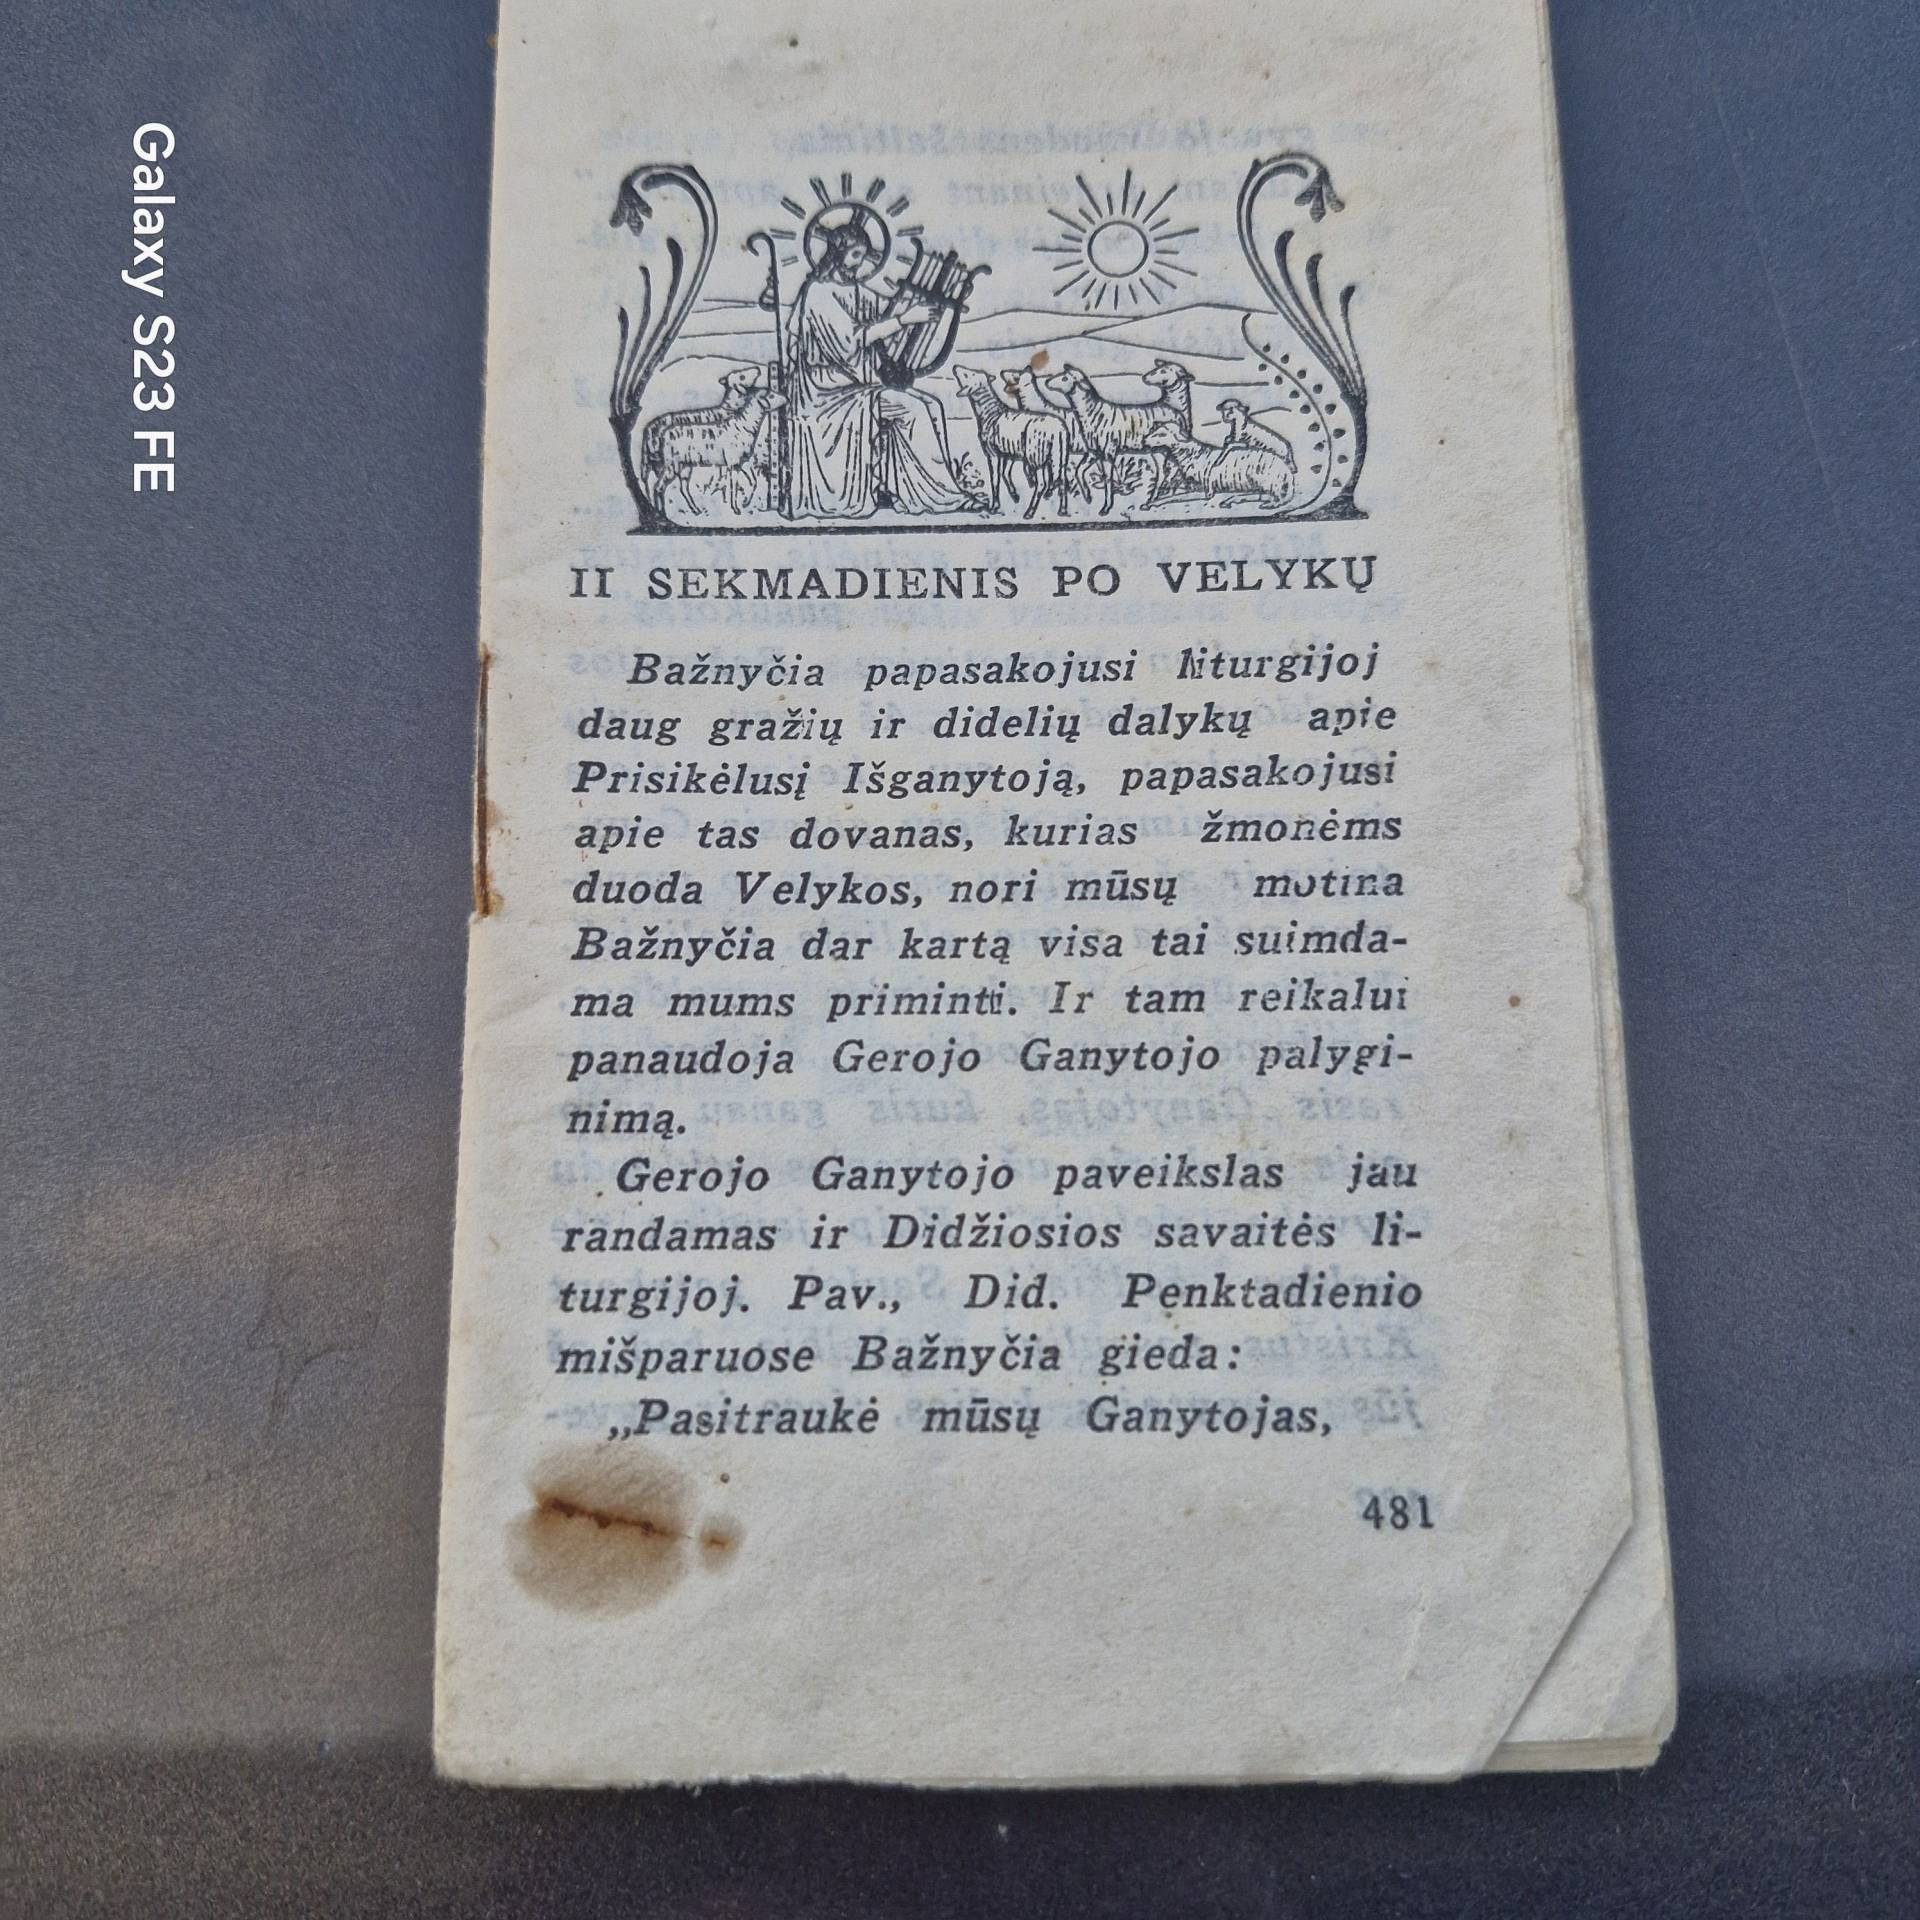 Galaxy S23 FE
II SEKMADIENIS PO VELYKŲ
Bažnyčia papasakojusi liturgijoj
daug gražių ir didelių dalykų apie
Prisikėlusį Išganytoją, papasakojusi
apie tas dovanas, kurias žmonėms
duoda Velykos, nori mūsų motina
Bažnyčia dar kartą visa tai suimda-
ma mums priminti. Ir tam reikalui
panaudoja Gerojo Ganytojo palygi-
nimą.
Gerojo Ganytojo paveikslas jau
randamas ir Didžiosios savaitės li-
turgijoj. Pav., Did. Penktadienio
mišparuose Bažnyčia gieda:
„Pasitraukė mūsų Ganytojas,
481